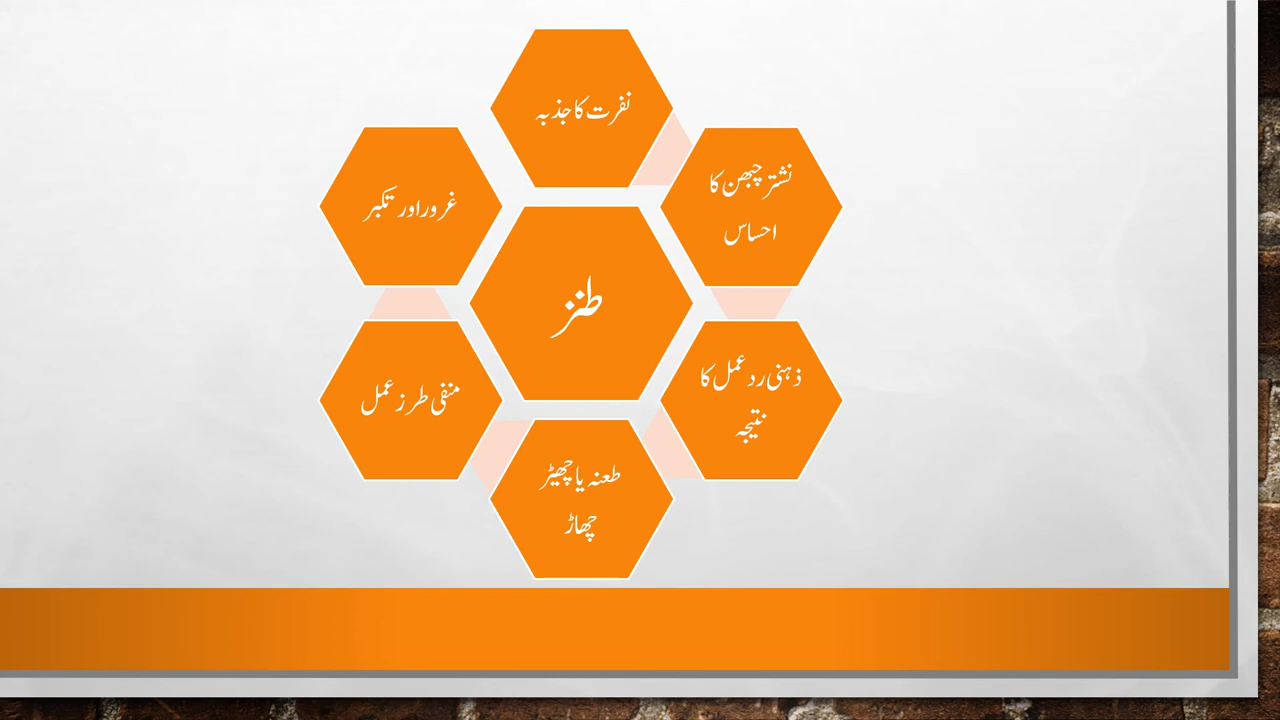 نفرت کا جذبہ
نشتر چبھن کا
احساس
غرور اور تکبر
طنز
ذہنی رد عمل کا
نتیجہ
منفی طرز عمل
طعنہ یا چھیڑ
چھاڑ